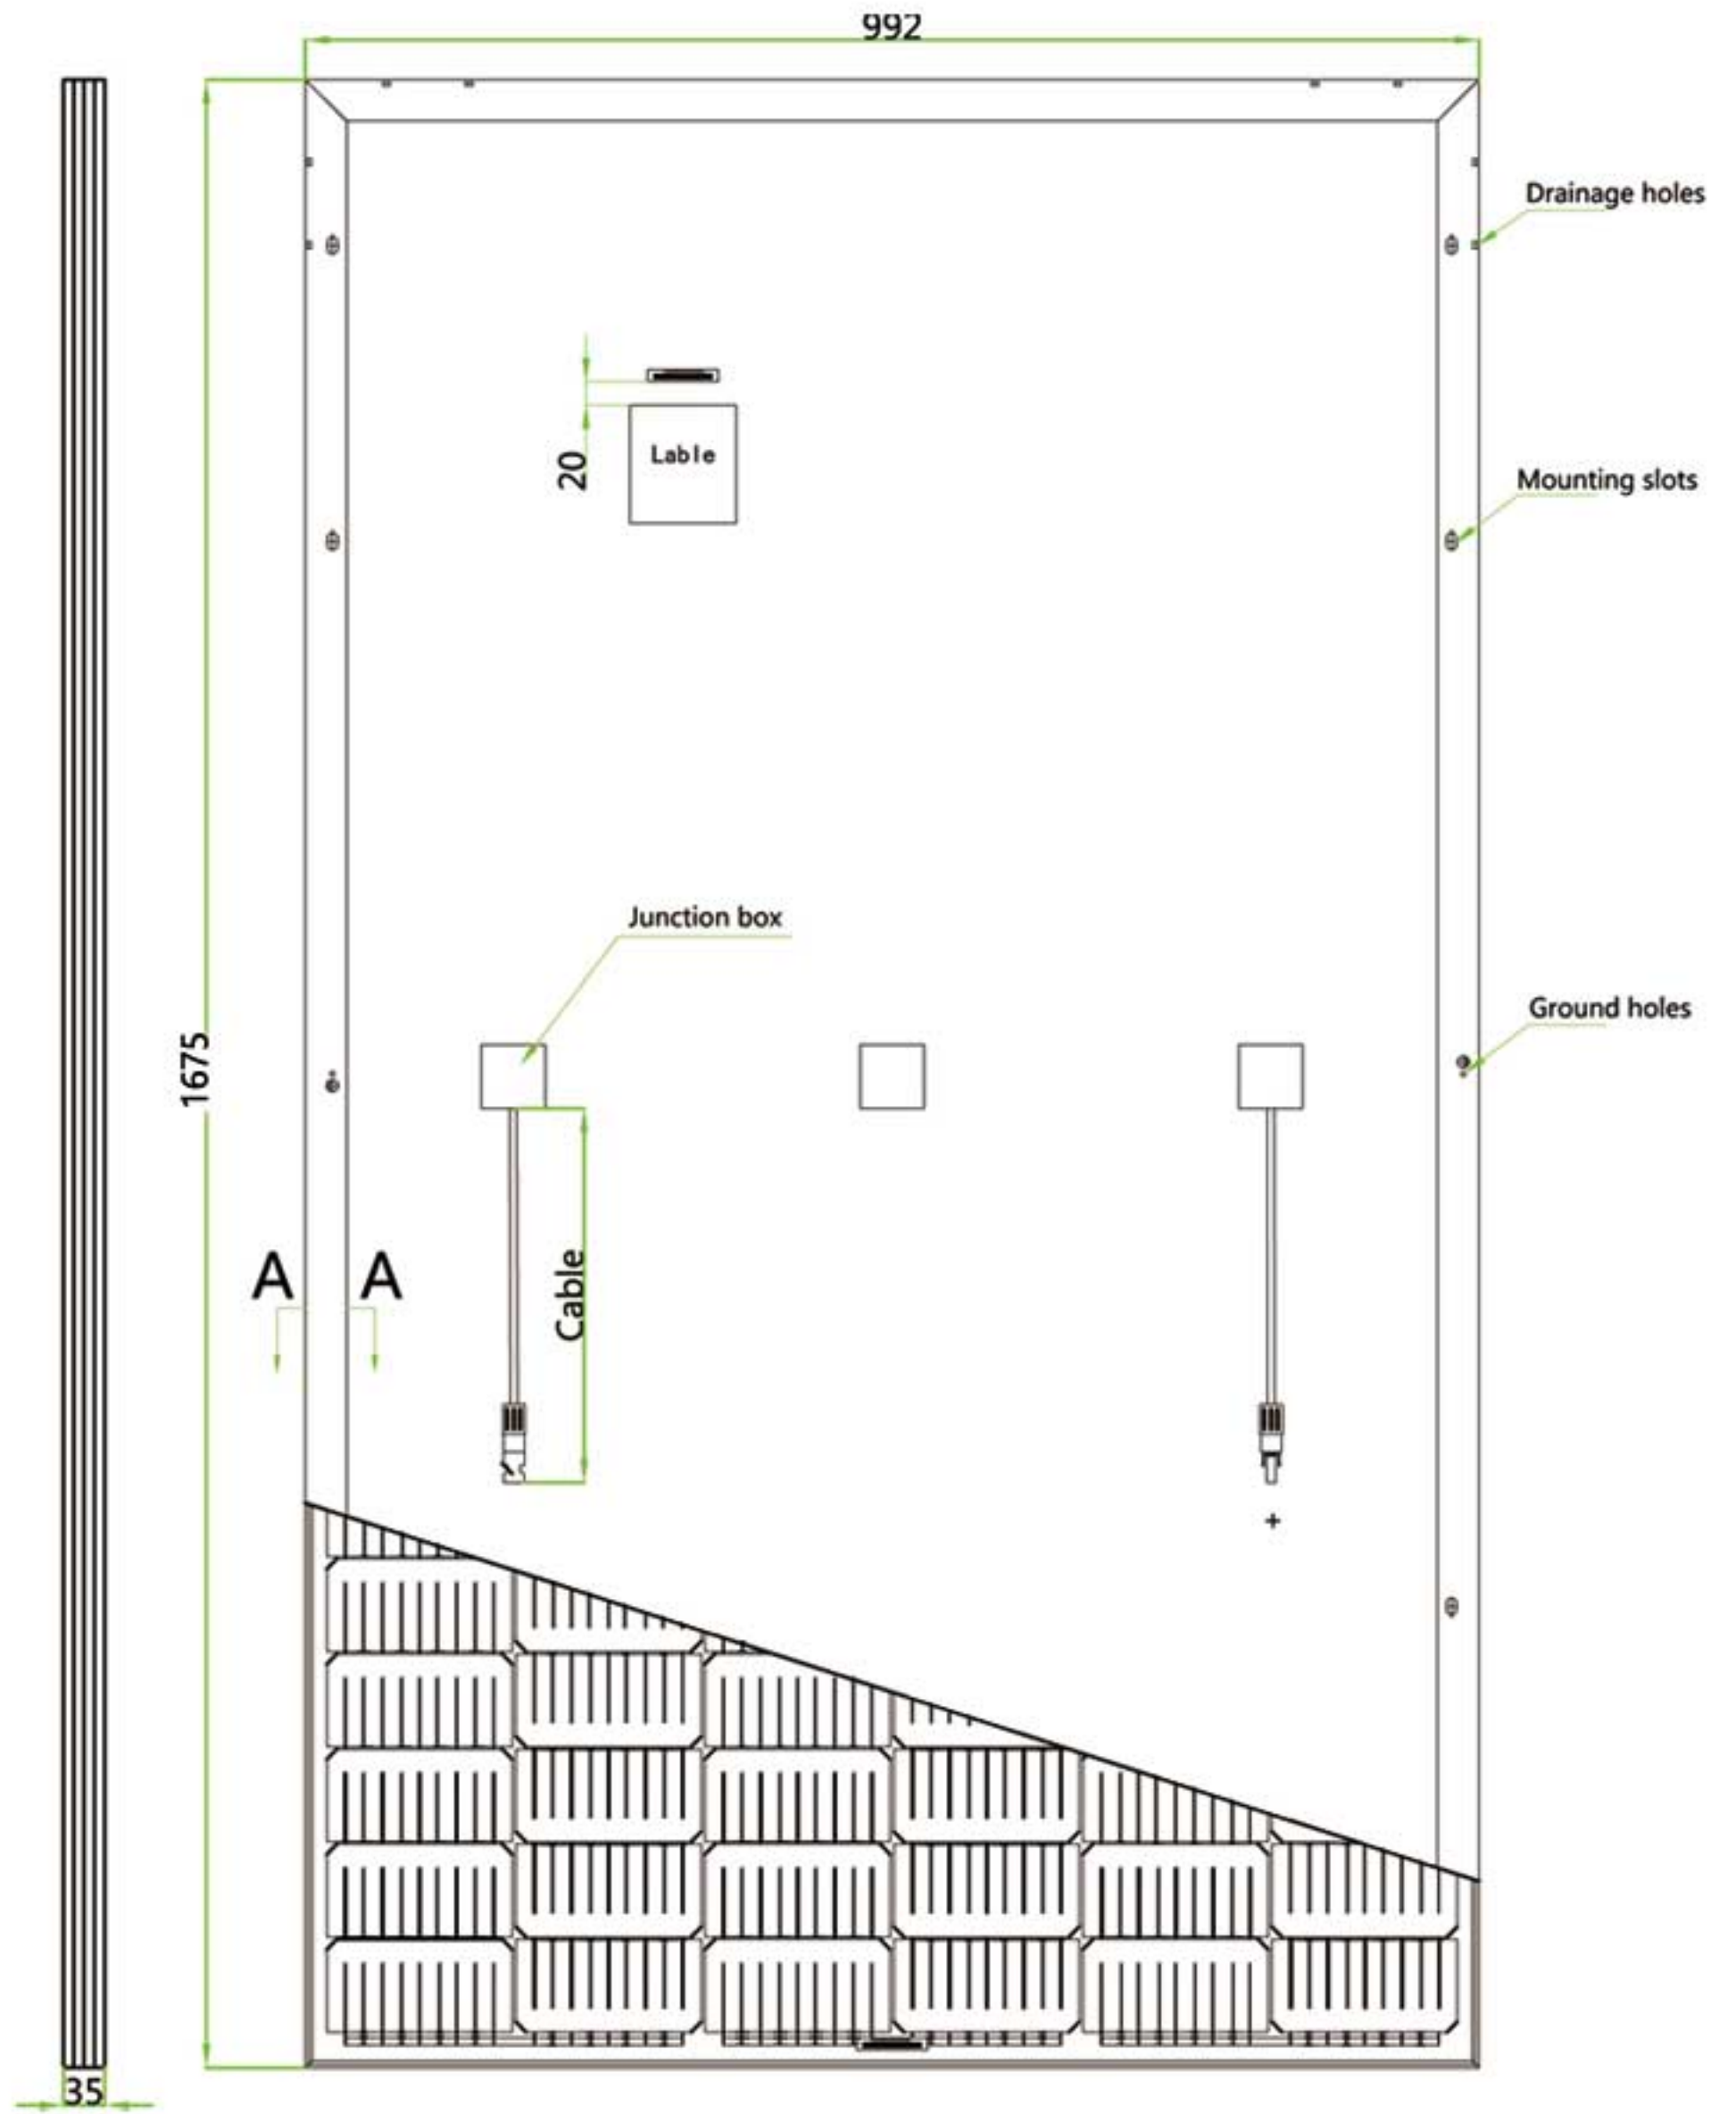 992
Drainage holes
Lable
20
Mounting slots
Junction box
Ground holes
1675
A A
Cable
+
35